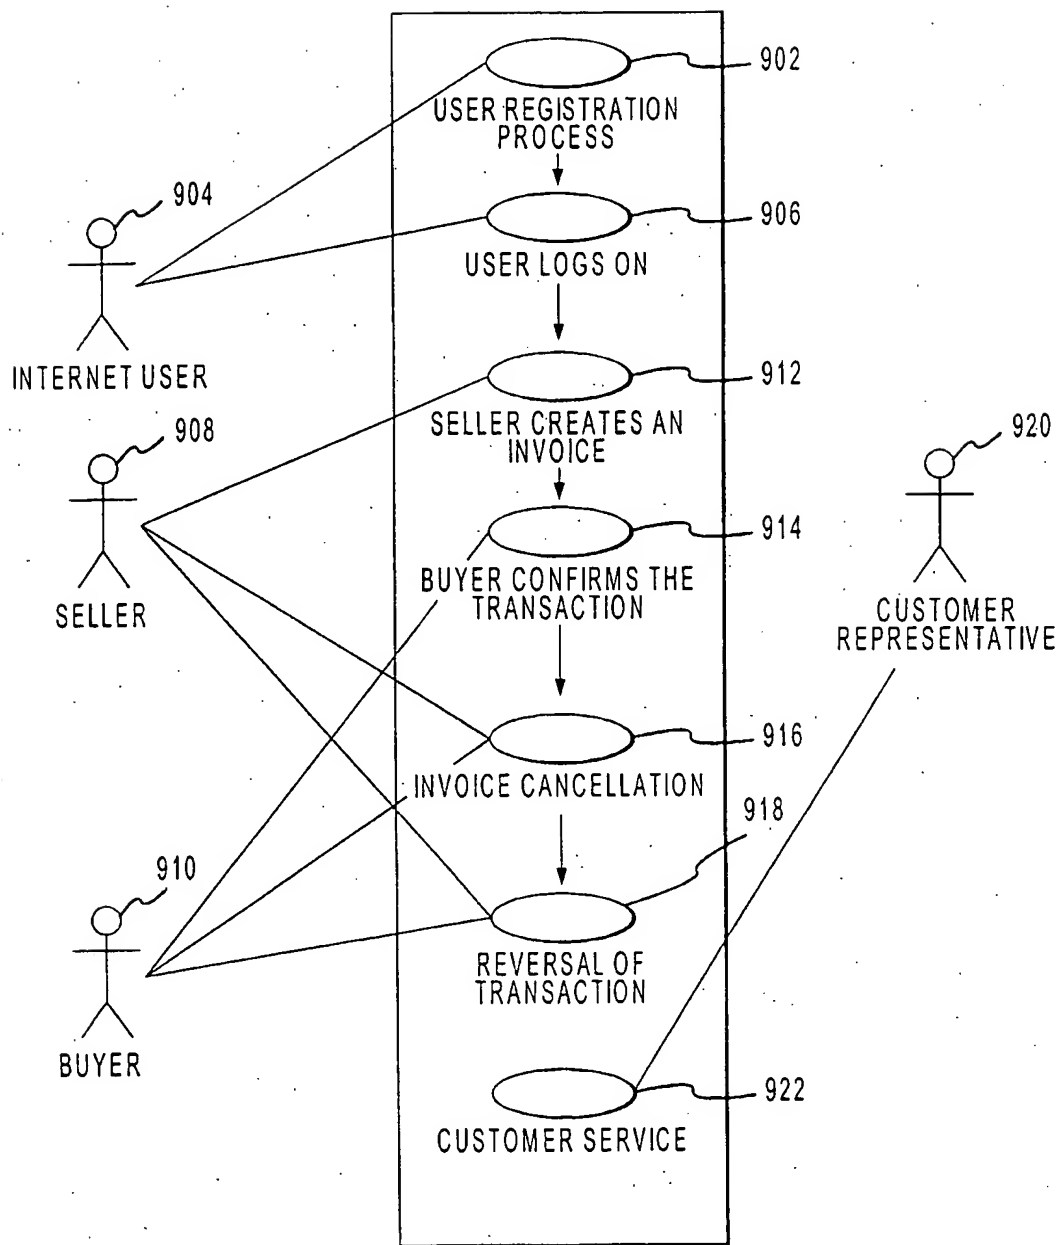 902
USER REGISTRATION
PROCESS
904
906
USER LOGS ON
INTERNET USER
912
SELLER CREATES AN
INVOICE
908
920
914
BUYER CONFIRMS THE
TRANSACTION
SELLER
CUSTOMER
REPRESENTATIVE
916
INVOICE CANCELLATION
918
910
REVERSAL OF
TRANSACTION
BUYER
922
CUSTOMER SERVICE